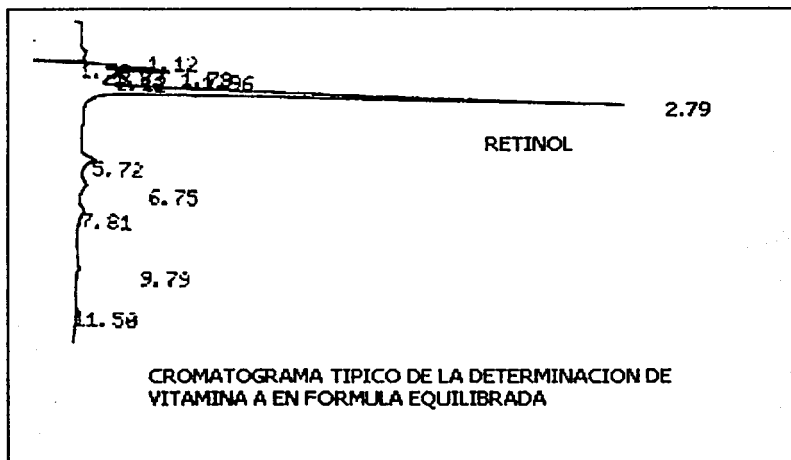 1.12
2.79
RETINOL
5.72
6.75
7.81
9.79
11.50
CROMATOGRAMA TIPICO DE LA DETERMINACION DE
VITAMINA A EN FORMULA EQUILIBRADA